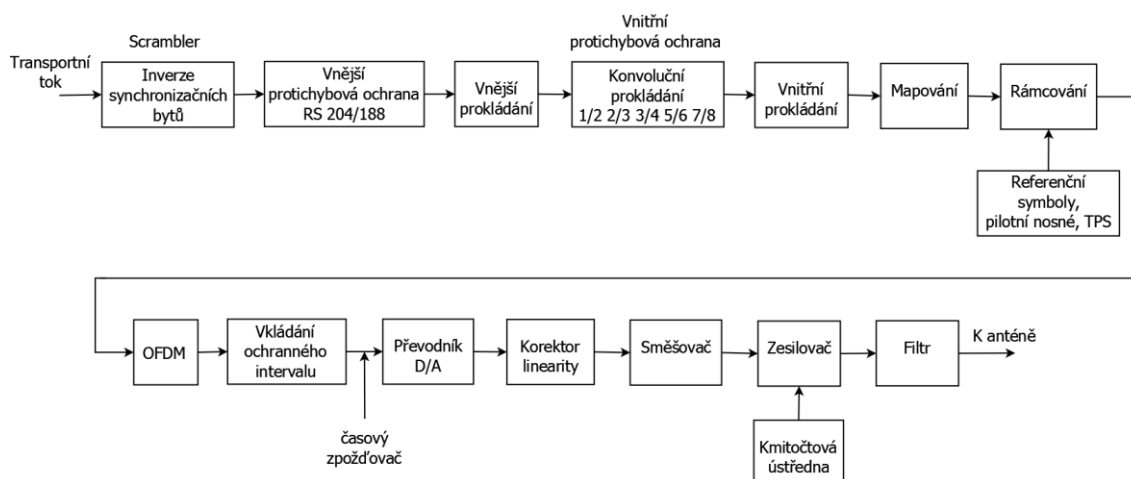 Transportní
tok
Scrambler
Inverze
synchronizačních
bytů
Vnější
protichybová ochrana
RS 204/188
Vnější
prokládání
Vnitřní
protichybová ochrana
Konvoluční
prokládání
1/2 2/3 3/4 5/6 7/8
Vnitřní
prokládání
Mapování
Rámcování
Referenční
symboly,
pilotní nosné, TPS
OFDM
Vkládání
ochranného
intervalu
časový
zpožďovač
Převodník
D/A
Korektor
linearity
Směšovač
Zesilovač
Kmitočtová
ústředna
Filtr
K anténě